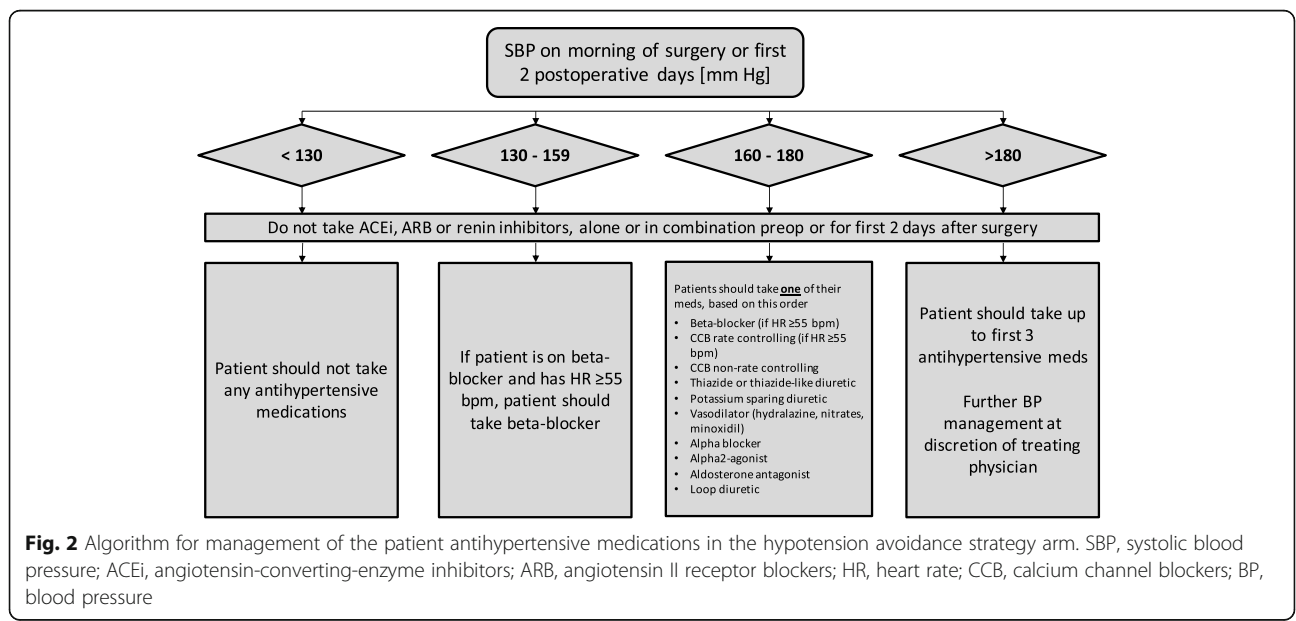 SBP on morning of surgery or first
2 postoperative days [mm Hg]
< 130
130 - 159
160 - 180
>180
Do not take ACEi, ARB or renin inhibitors, alone or in combination preop or for first 2 days after surgery
Patient should not take
any antihypertensive
medications
If patient is on beta-
blocker and has HR ≥55
bpm, patient should
take beta-blocker
Patients should take one of their
meds, based on this order
• Beta-blocker (if HR ≥55 bpm)
• CCB rate controlling (if HR ≥55
bpm)
• CCB non-rate controlling
• Thiazide or thiazide-like diuretic
• Potassium sparing diuretic
• Vasodilator (hydralazine, nitrates,
minoxidil)
• Alpha blocker
• Alpha2-agonist
• Aldosterone antagonist
• Loop diuretic
Patient should take up
to first 3
antihypertensive meds
Further BP
management at
discretion of treating
physician
Fig. 2 Algorithm for management of the patient antihypertensive medications in the hypotension avoidance strategy arm. SBP, systolic blood
pressure; ACEi, angiotensin-converting-enzyme inhibitors; ARB, angiotensin II receptor blockers; HR, heart rate; CCB, calcium channel blockers; BP,
blood pressure